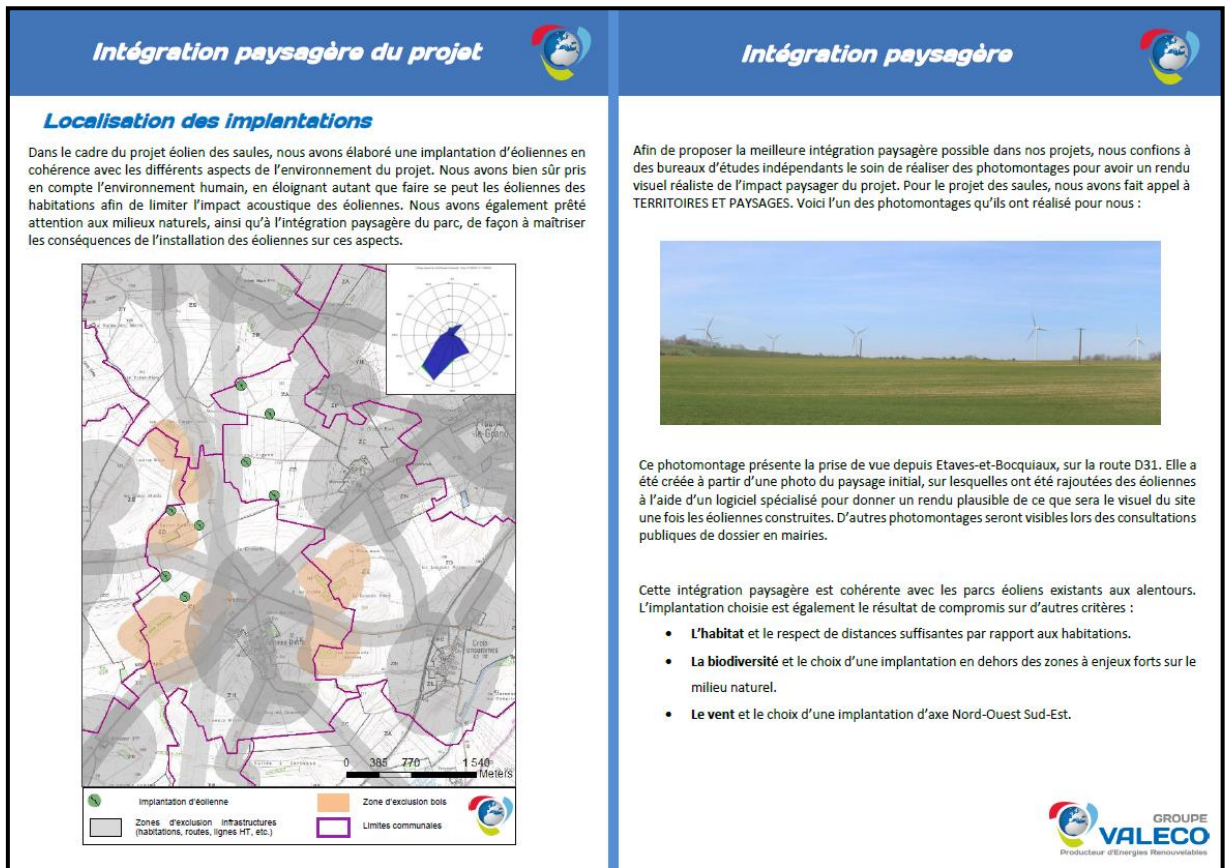 Intégration paysagère du projet
Localisation des implantations
Dans le cadre du projet éolien des saules, nous avons élaboré une implantation d'éoliennes en
cohérence avec les différents aspects de l'environnement du projet. Nous avons bien sûr pris
en compte l'environnement humain, en éloignant autant que faire se peut les éoliennes des
habitations afin de limiter l'impact acoustique des éoliennes. Nous avons également prêté
attention aux milieux naturels, ainsi qu'à l'intégration paysagère du parc, de façon à maîtriser
les conséquences de l'installation des éoliennes sur ces aspects.
0 385 770 1 540
Meters
Implantation d'éolienne
Zone d'exclusion bois
Zones d'exclusion infrastructures
(habitations, routes, lignes HT, etc.)
Limites communales
Intégration paysagère
Afin de proposer la meilleure intégration paysagère possible dans nos projets, nous confions à
des bureaux d'études indépendants le soin de réaliser des photomontages pour avoir un rendu
visuel réaliste de l'impact paysager du projet. Pour le projet des saules, nous avons fait appel à
TERRITOIRES ET PAYSAGES. Voici l'un des photomontages qu'ils ont réalisé pour nous :
Ce photomontage présente la prise de vue depuis Etaves-et-Bocquiaux, sur la route D31. Elle a
été créée à partir d'une photo du paysage initial, sur lesquelles ont été rajoutées des éoliennes
à l'aide d'un logiciel spécialisé pour donner un rendu plausible de ce que sera le visuel du site
une fois les éoliennes construites. D'autres photomontages seront visibles lors des consultations
publiques de dossier en mairies.
Cette intégration paysagère est cohérente avec les parcs éoliens existants aux alentours.
L'implantation choisie est également le résultat de compromis sur d'autres critères :
• L'habitat et le respect de distances suffisantes par rapport aux habitations.
• La biodiversité et le choix d'une implantation en dehors des zones à enjeux forts sur le
milieu naturel.
• Le vent et le choix d'une implantation d'axe Nord-Ouest Sud-Est.
GROUPE
VALECO
Producteur d'Energies Renouvelables